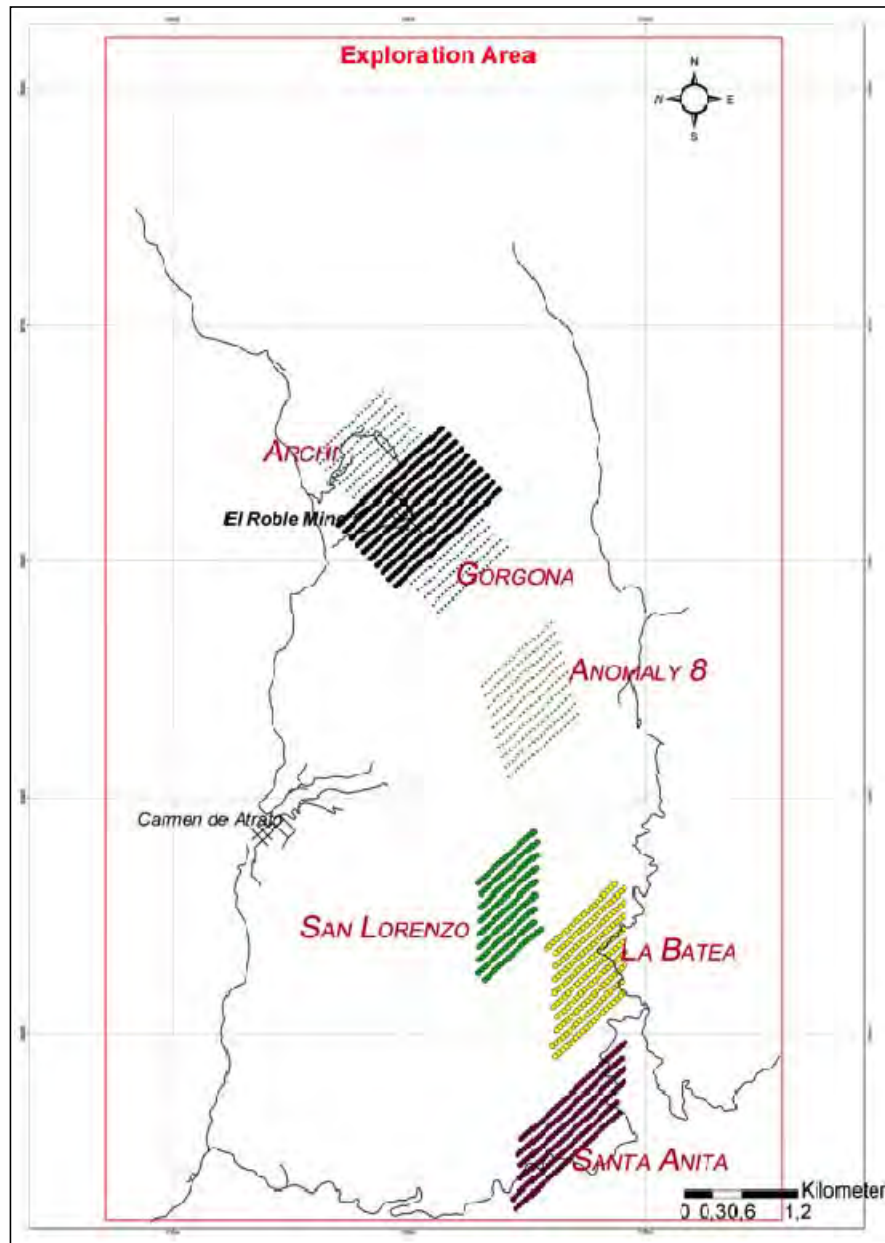 Exploration Area
N
E
S
ARCHI
El Roble Mine
GORGONA
ANOMALY 8
Carmen de Atrato
SAN LORENZO
LA BATEA
SANTA ANITA
Kilometer
0 0,30,6 1,2